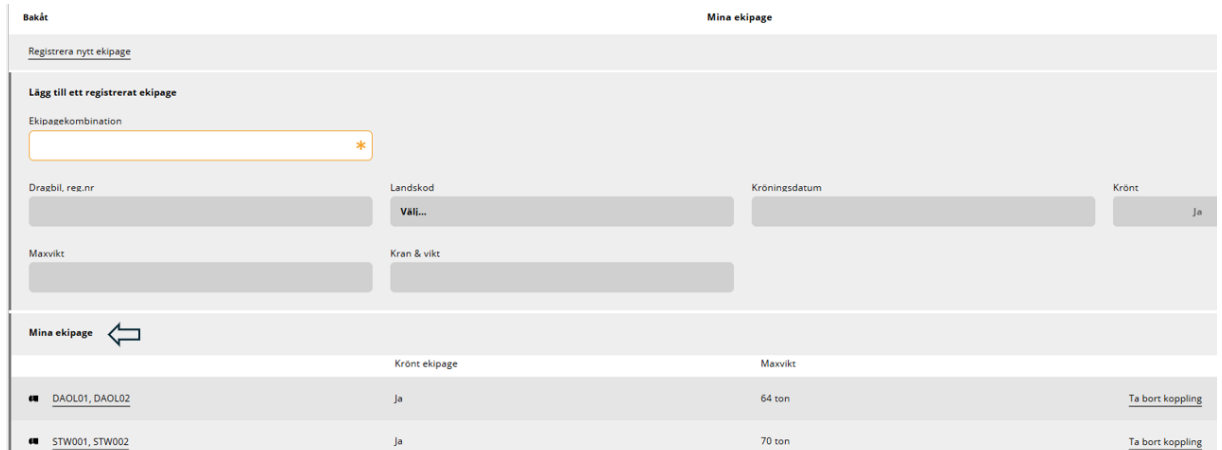 Bakåt Mina ekipage
Registrera nytt ekipage
Lägg till ett registrerat ekipage
Ekipagekombination
*
Dragbil, reg.nr Landskod Kröningsdatum Krönt
Välj... Ja
Maxvikt Kran & vikt
Mina ekipage
Krönt ekipage Maxvikt
DAOL01, DAOL02 Ja 64 ton Ta bort koppling
STW001, STW002 Ja 70 ton Ta bort koppling